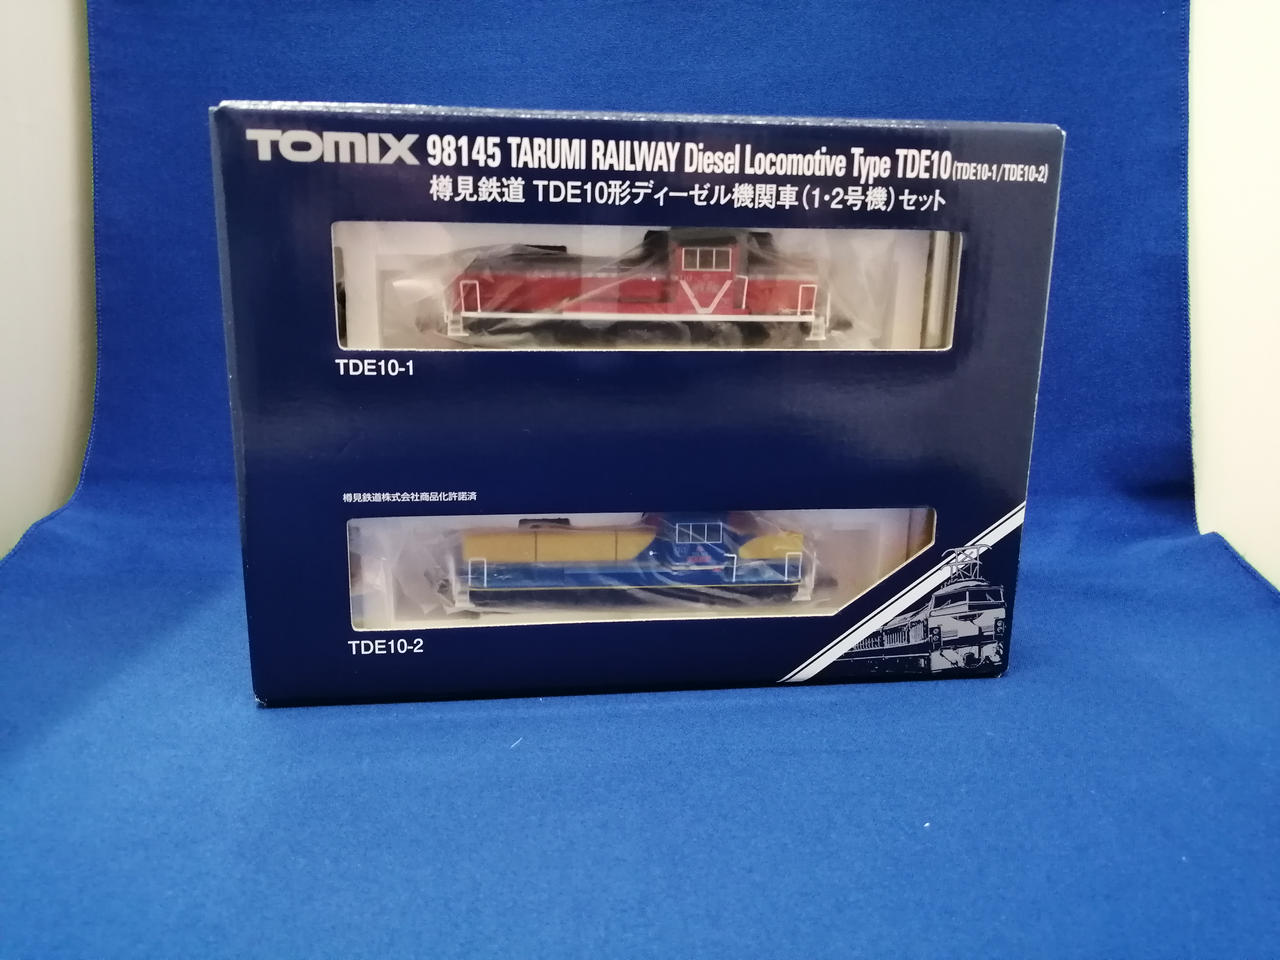 TOMIX 98145 TARUMI RAILWAY Diesel Locomotive Type TDE10 (TDE10-1/TDE10-2)
樽見鉄道 TDE10形ディーゼル機関車(1・2号機)セット
TDE10-1
樽見鉄道株式会社商品化許諾済
TDE10-2